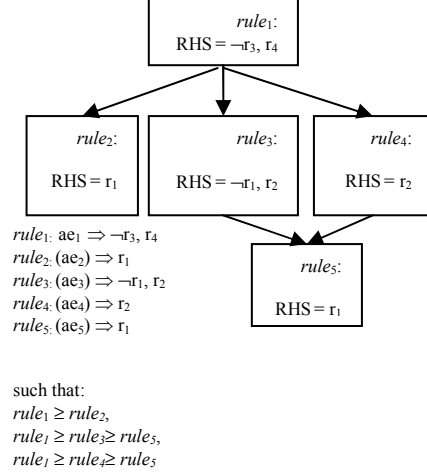 rule₁:
RHS = ¬r₃, r₄
rule₂:
RHS = r₁
rule₃:
RHS = ¬r₁, r₂
rule₄:
RHS = r₂
rule₁: ae₁ ⇒ ¬r₃, r₄
rule₂: (ae₂) ⇒ r₁
rule₃: (ae₃) ⇒ ¬r₁, r₂
rule₄: (ae₄) ⇒ r₂
rule₅: (ae₅) ⇒ r₁
rule₅:
RHS = r₁
such that:
rule₁ ≥ rule₂,
rule₁ ≥ rule₃ ≥ rule₅,
rule₁ ≥ rule₄ ≥ rule₅